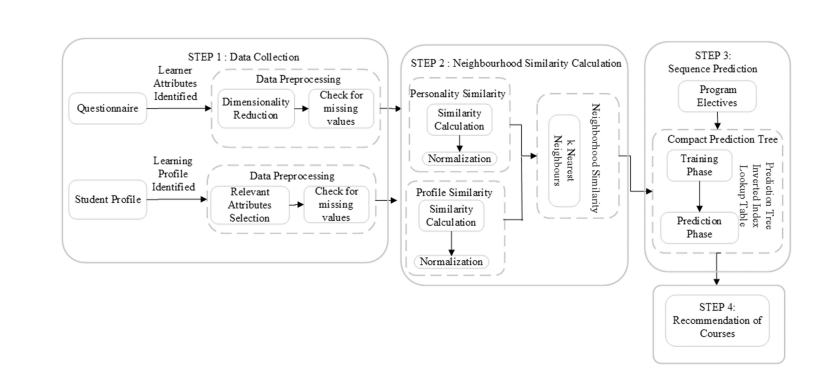 STEP 1 : Data Collection
Learner
Attributes
Identified
Questionnaire
Data Preprocessing
Dimensionality
Reduction
Check for
missing
values
Learning
Profile
Identified
Student Profile
Data Preprocessing
Relevant
Attributes
Selection
Check for
missing
values
STEP 2 : Neighbourhood Similarity Calculation
Personality Similarity
Similarity
Calculation
Normalization
Profile Similarity
Similarity
Calculation
Normalization
k Nearest
Neighbours
Neighborhood Similarity
STEP 3:
Sequence Prediction
Program
Electives
Compact Prediction Tree
Training
Phase
Prediction
Phase
Prediction Tree
Inverted Index
Lookup Table
STEP 4:
Recommendation of
Courses